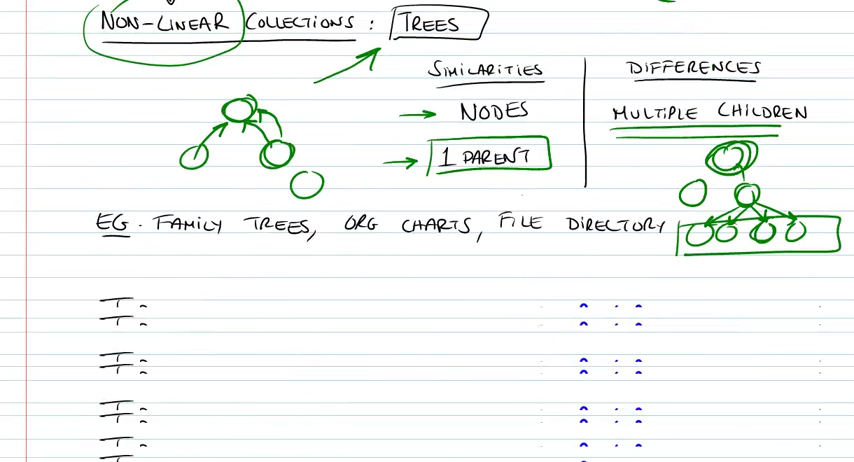 NON-LINEAR COLLECTIONS : TREES
SIMILARITIES DIFFERENCES
→ NODES MULTIPLE CHILDREN
→ 1 PARENT
EG. FAMILY TREES, ORG CHARTS, FILE DIRECTORY